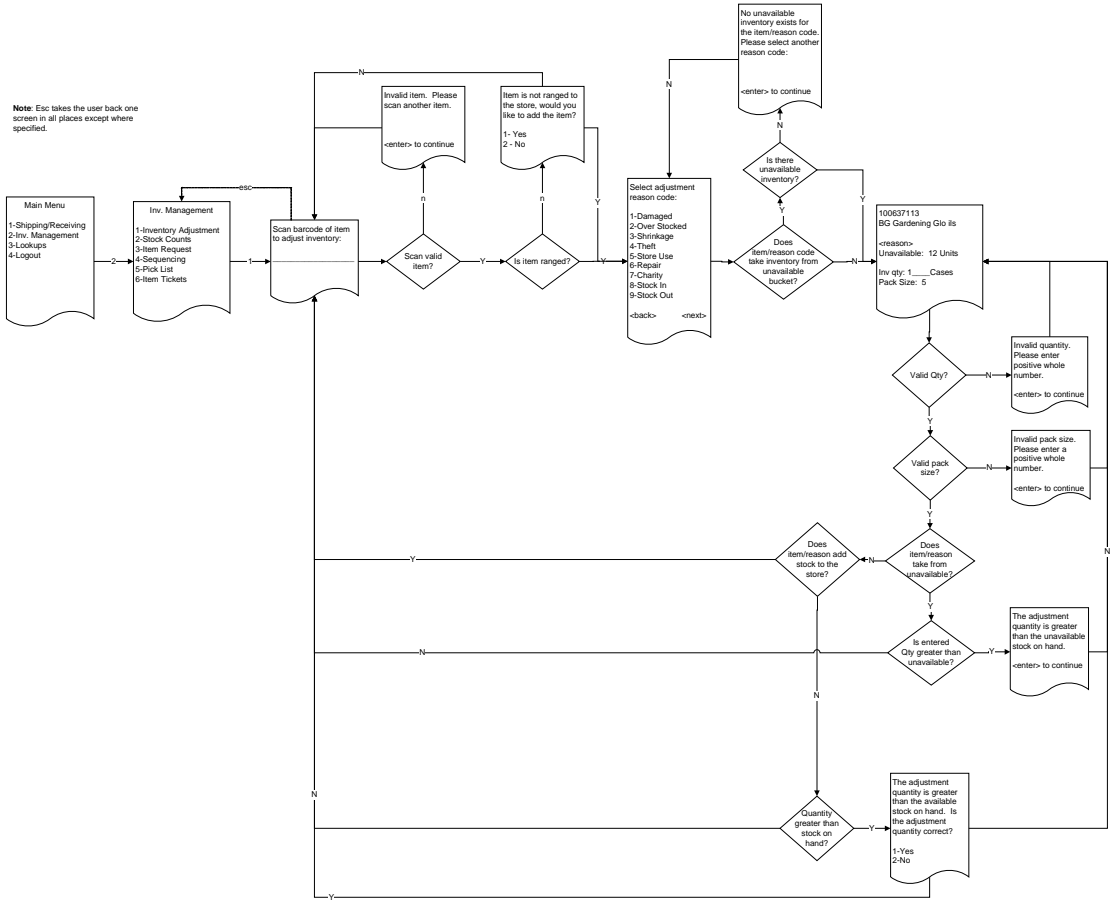 No unavailable
inventory exists for
the item/reason code.
Please select another
reason code:
<enter> to continue
N
Note: Esc takes the user back one
screen in all places except where
specified.
Invalid item. Please
scan another item.
<enter> to continue
Item is not ranged to
the store, would you
like to add the item?
1- Yes
2 - No
N
N
Is there
unavailable
inventory?
esc
n
n
Y
Y
Y
Main Menu
1-Shipping/Receiving
2-Inv. Management
3-Lookups
4-Logout
2
Inv. Management
1-Inventory Adjustment
2-Stock Counts
3-Item Request
4-Sequencing
5-Pick List
6-Item Tickets
1
Scan barcode of item
to adjust inventory:
Scan valid
item?
Y
Is item ranged?
Y
Select adjustment
reason code:
1-Damaged
2-Over Stocked
3-Shrinkage
4-Theft
5-Store Use
6-Repair
7-Charity
8-Stock In
9-Stock Out
<back> <next>
Does
item/reason code
take inventory from
unavailable
bucket?
N
100637113
BG Gardening Glo ils
<reason>
Unavailable: 12 Units
Inv qty: 1____Cases
Pack Size: 5
Valid Qty?
N
Invalid quantity.
Please enter
positive whole
number.
<enter> to continue
Y
Valid pack
size?
N
Invalid pack size.
Please enter a
positive whole
number.
<enter> to continue
Y
N
Does
item/reason
take from
unavailable?
N
Does
item/reason add
stock to the
store?
Y
Y
Is entered
Qty greater than
unavailable?
N
Y
The adjustment
quantity is greater
than the unavailable
stock on hand.
<enter> to continue
N
N
Quantity
greater than
stock on
hand?
Y
The adjustment
quantity is greater
than the available
stock on hand. Is
the adjustment
quantity correct?
1-Yes
2-No
Y